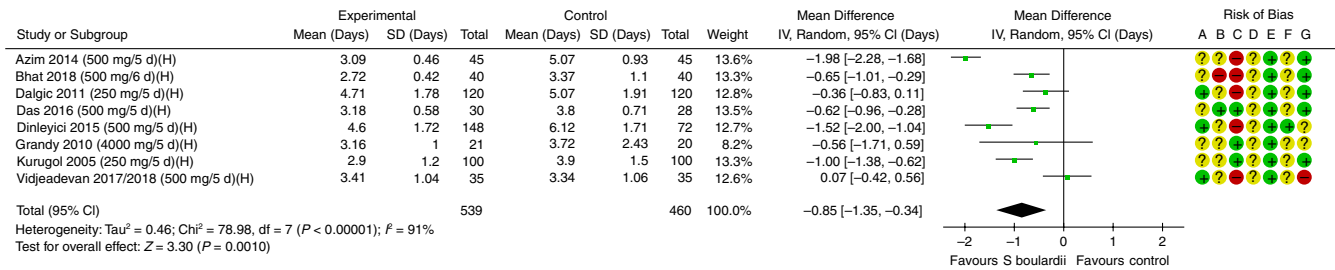 Experimental Control Mean Difference Mean Difference Risk of Bias
Study or Subgroup Mean (Days) SD (Days) Total Mean (Days) SD (Days) Total Weight IV, Random, 95% CI (Days) IV, Random, 95% CI (Days) A B C D E F G
Azim 2014 (500 mg/5 d)(H) 3.09 0.46 45 5.07 0.93 45 13.6% −1.98 [−2.28, −1.68] ? ? − ? + ? +
Bhat 2018 (500 mg/6 d)(H) 2.72 0.42 40 3.37 1.1 40 13.3% −0.65 [−1.01, −0.29] ? − − ? + ? +
Dalgic 2011 (250 mg/5 d)(H) 4.71 1.78 120 5.07 1.91 120 12.8% −0.36 [−0.83, 0.11] + ? − ? + ? +
Das 2016 (500 mg/5 d)(H) 3.18 0.58 30 3.8 0.71 28 13.5% −0.62 [−0.96, −0.28] ? + + ? + ? +
Dinleyici 2015 (500 mg/5 d)(H) 4.6 1.72 148 6.12 1.71 72 12.7% −1.52 [−2.00, −1.04] + ? − ? + + ?
Grandy 2010 (4000 mg/5 d)(H) 3.16 1 21 3.72 2.43 20 8.2% −0.56 [−1.71, 0.59] ? ? + ? + ? ?
Kurugol 2005 (250 mg/5 d)(H) 2.9 1.2 100 3.9 1.5 100 13.3% −1.00 [−1.38, −0.62] ? ? + ? + ? +
Vidjeadevan 2017/2018 (500 mg/5 d)(H) 3.41 1.04 35 3.34 1.06 35 12.6% 0.07 [−0.42, 0.56] + ? − ? + ? −
Total (95% CI) 539 460 100.0% −0.85 [−1.35, −0.34]
Heterogeneity: Tau² = 0.46; Chi² = 78.98, df = 7 (P < 0.00001); I² = 91%
Test for overall effect: Z = 3.30 (P = 0.0010)
−2 −1 0 1 2
Favours S boulardii Favours control